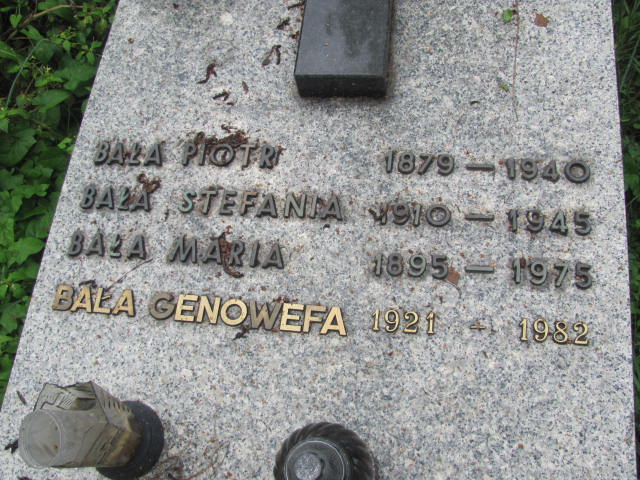 BAŁA PIOTR 1879 – 1940
BAŁA STEFANIA 1910 – 1945
BAŁA MARIA 1895 – 1975
BAŁA GENOWEFA 1921 – 1982